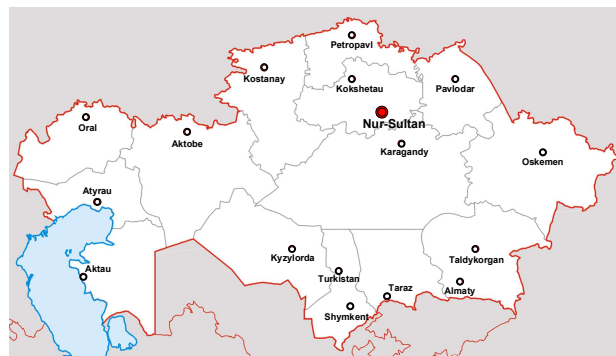 Petropavl
Kostanay
Kokshetau
Pavlodar
Nur-Sultan
Oral
Aktobe
Karagandy
Oskemen
Atyrau
Kyzylorda
Taldykorgan
Aktau
Turkistan
Taraz
Almaty
Shymkent